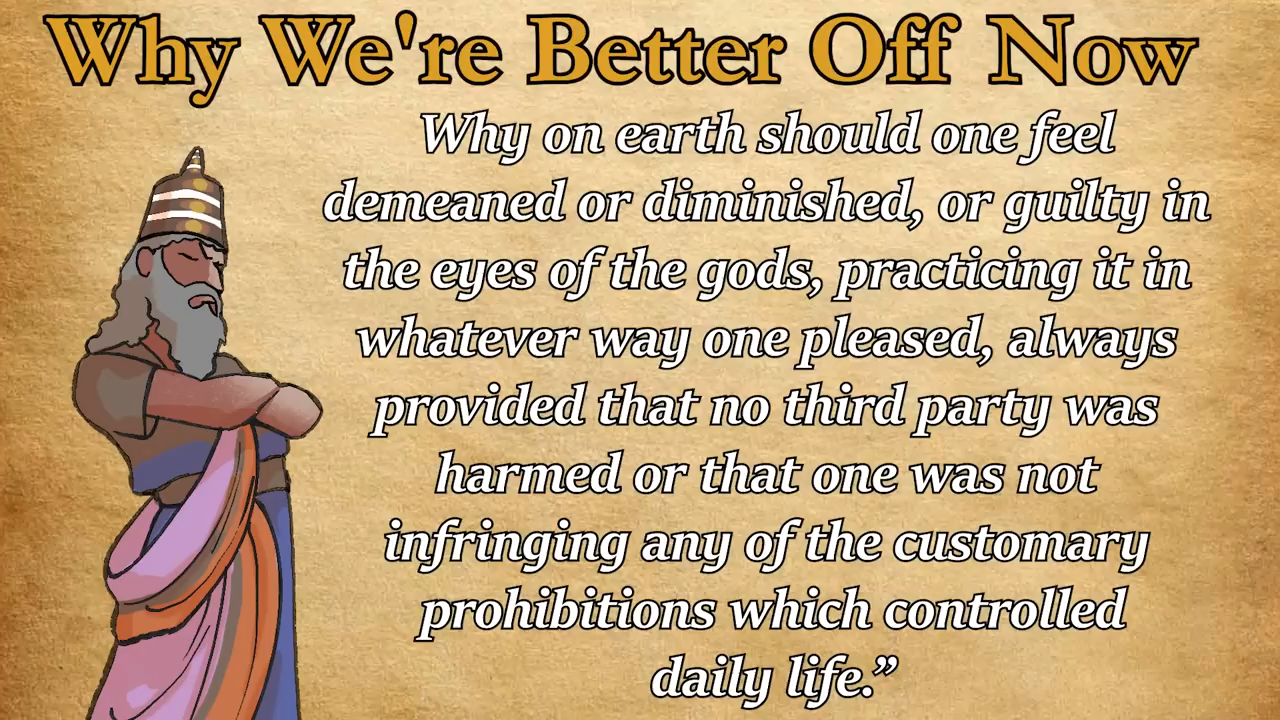 Why We're Better Off Now
Why on earth should one feel
demeaned or diminished, or guilty in
the eyes of the gods, practicing it in
whatever way one pleased, always
provided that no third party was
harmed or that one was not
infringing any of the customary
prohibitions which controlled
daily life.”